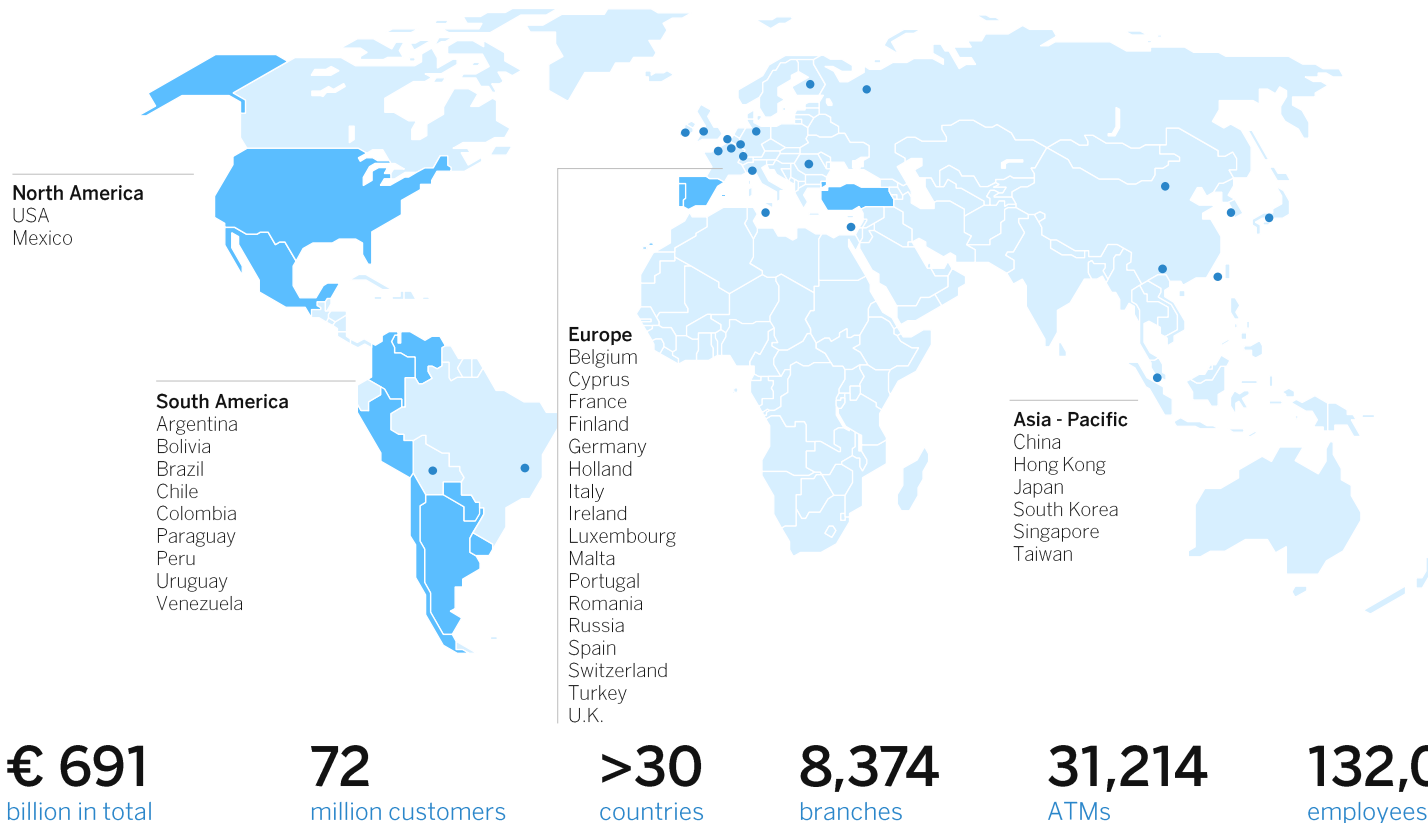 North America
USA
Mexico
South America
Argentina
Bolivia
Brazil
Chile
Colombia
Paraguay
Peru
Uruguay
Venezuela
Europe
Belgium
Cyprus
France
Finland
Germany
Holland
Italy
Ireland
Luxembourg
Malta
Portugal
Romania
Russia
Spain
Switzerland
Turkey
U.K.
Asia - Pacific
China
Hong Kong
Japan
South Korea
Singapore
Taiwan
€ 691
billion in total
72
million customers
>30
countries
8,374
branches
31,214
ATMs
employees